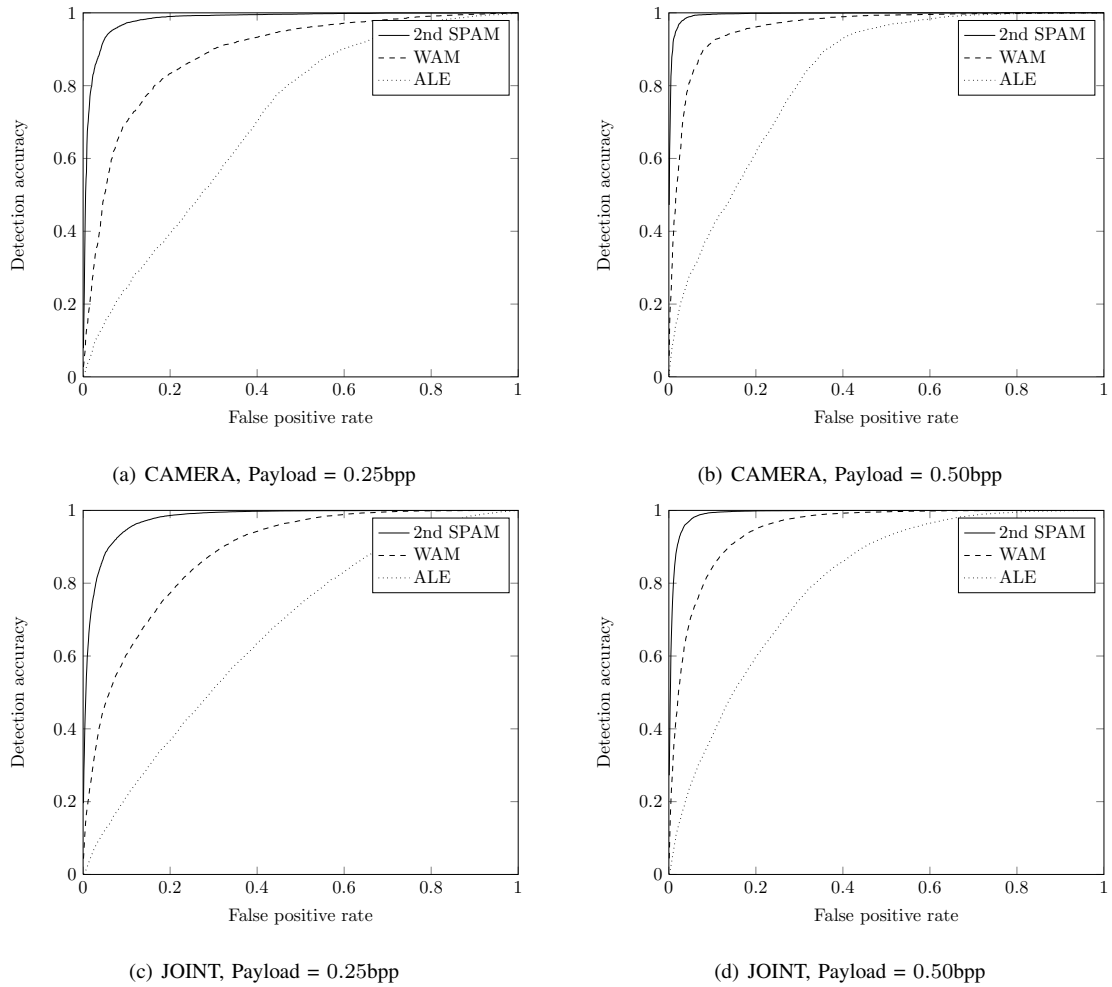 1
0.8
0.6
0.4
0.2
0
0 0.2 0.4 0.6 0.8 1
Detection accuracy
False positive rate
2nd SPAM
WAM
ALE
(a) CAMERA, Payload = 0.25bpp
1
0.8
0.6
0.4
0.2
0
0 0.2 0.4 0.6 0.8 1
Detection accuracy
False positive rate
2nd SPAM
WAM
ALE
(b) CAMERA, Payload = 0.50bpp
1
0.8
0.6
0.4
0.2
0
0 0.2 0.4 0.6 0.8 1
Detection accuracy
False positive rate
2nd SPAM
WAM
ALE
(c) JOINT, Payload = 0.25bpp
1
0.8
0.6
0.4
0.2
0
0 0.2 0.4 0.6 0.8 1
Detection accuracy
False positive rate
2nd SPAM
WAM
ALE
(d) JOINT, Payload = 0.50bpp